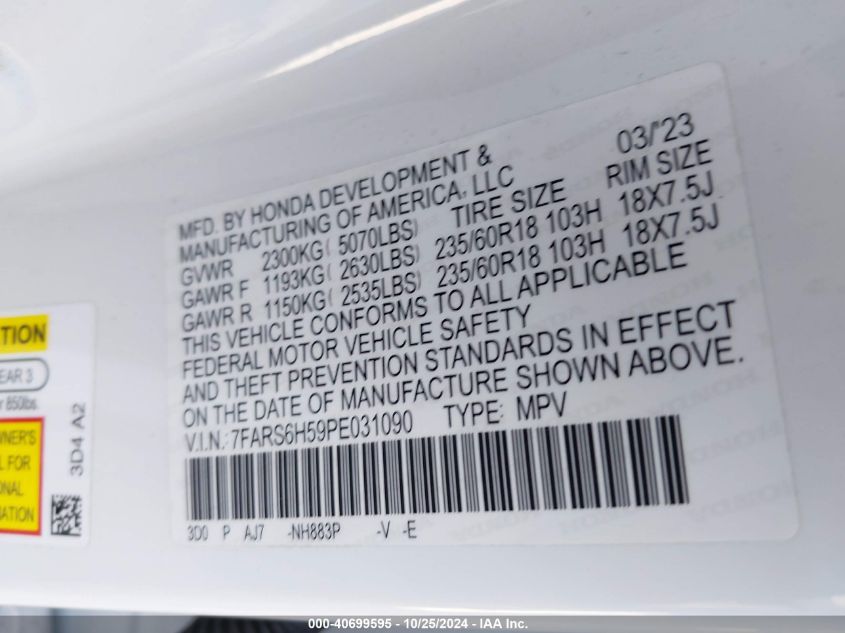 03/'23
MFD. BY HONDA DEVELOPMENT &
MANUFACTURING OF AMERICA, LLC
GVWR 2300KG( 5070LBS) TIRE SIZE RIM SIZE
GAWR F 1193KG( 2630LBS) 235/60R18 103H 18X7.5J
GAWR R 1150KG( 2535LBS) 235/60R18 103H 18X7.5J
THIS VEHICLE CONFORMS TO ALL APPLICABLE
FEDERAL MOTOR VEHICLE SAFETY
AND THEFT PREVENTION STANDARDS IN EFFECT
ON THE DATE OF MANUFACTURE SHOWN ABOVE.
V.I.N.: 7FARS6H59PE031090 TYPE: MPV
3D0 P AJ7 -NH883P -V -E
EAR 3
850lbs
3D4 A2
000-40699595 - 10/25/2024 - IAA Inc.